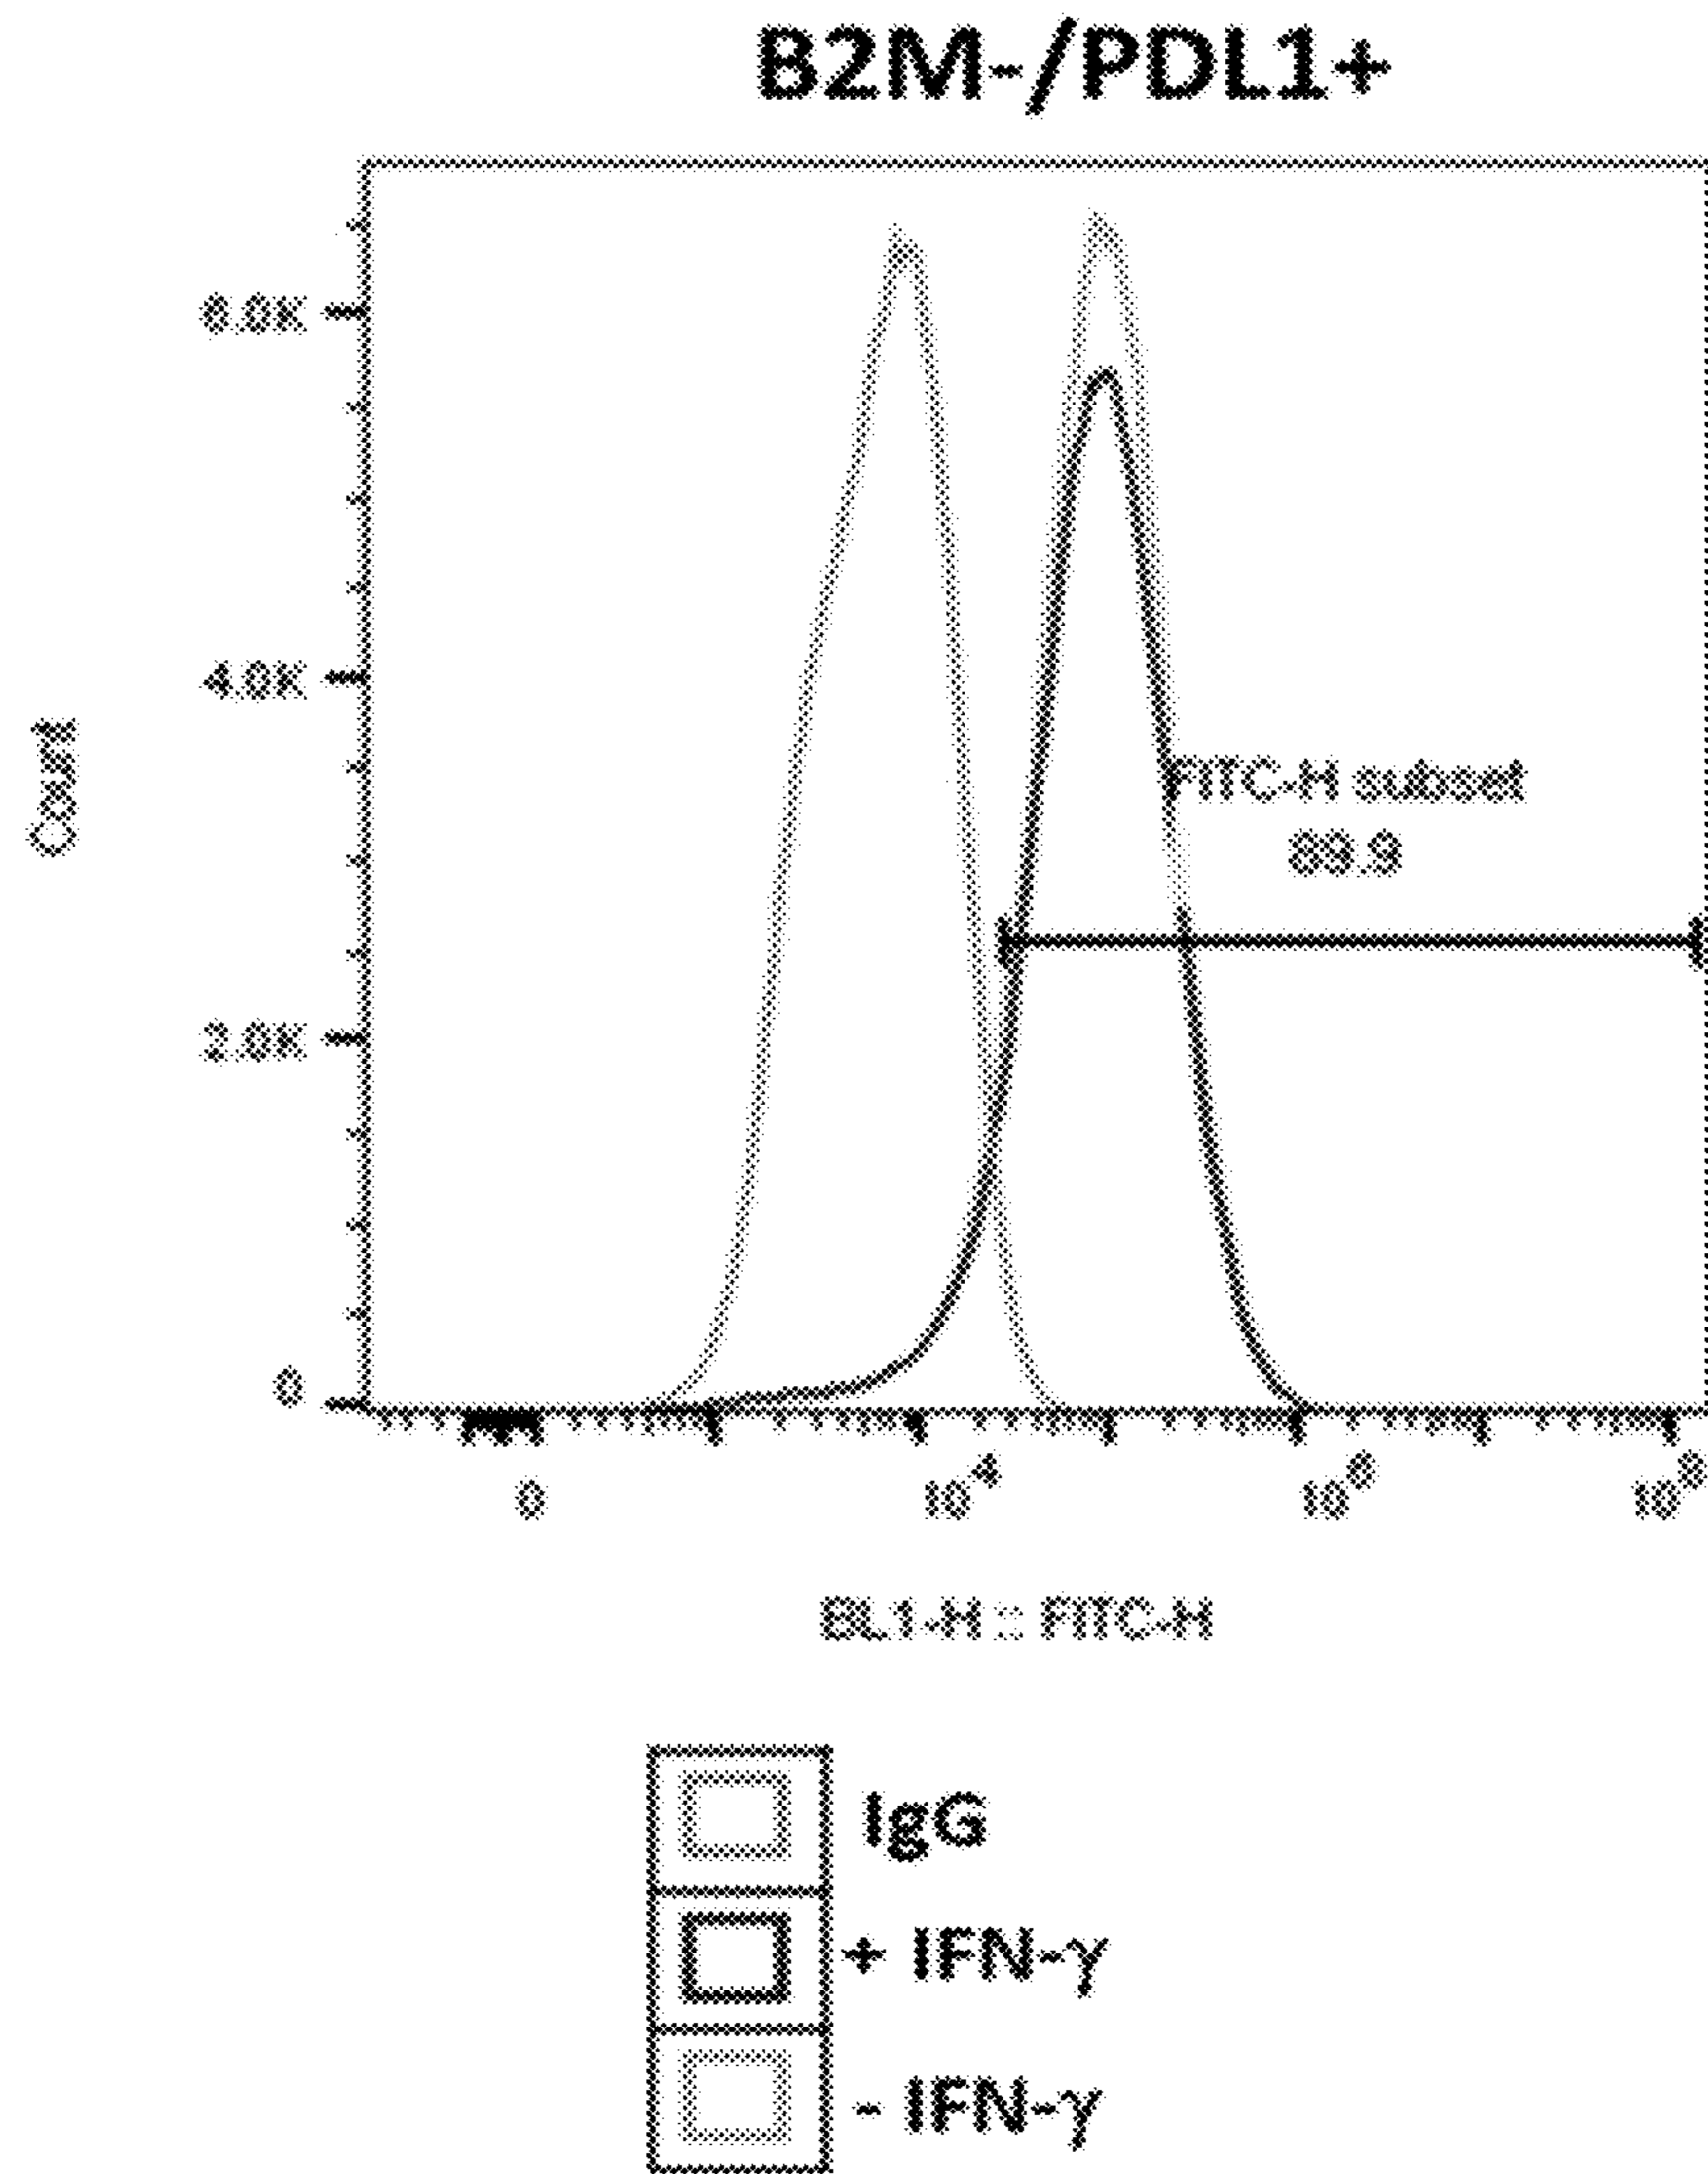 B2M-/PDL1+
6.0K
4.0K
2.0K
0
Count
FITC-H subset
89.9
0
10^4
10^6
10^8
BL1-H :: FITC-H
IgG
+ IFN-γ
- IFN-γ